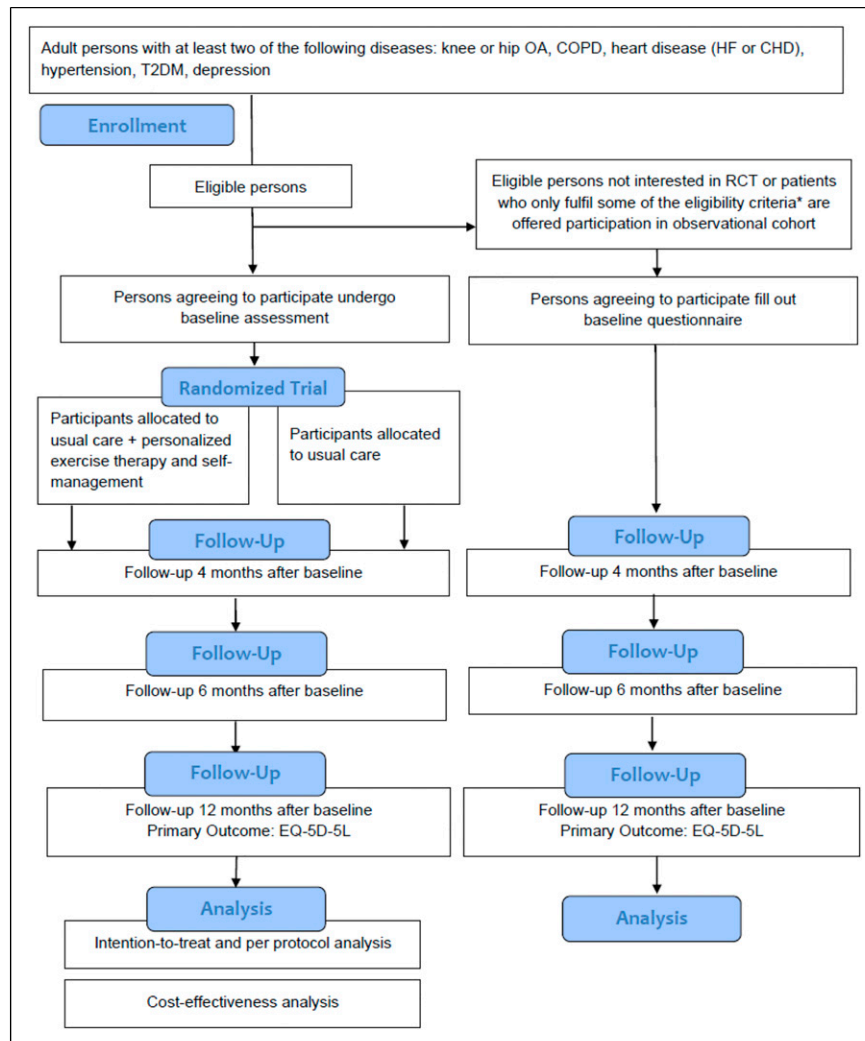 Adult persons with at least two of the following diseases: knee or hip OA, COPD, heart disease (HF or CHD),
hypertension, T2DM, depression
Enrollment
Eligible persons
Eligible persons not interested in RCT or patients
who only fulfil some of the eligibility criteria* are
offered participation in observational cohort
Persons agreeing to participate undergo
baseline assessment
Persons agreeing to participate fill out
baseline questionnaire
Randomized Trial
Participants allocated to
usual care + personalized
exercise therapy and self-
management
Participants allocated
to usual care
Follow-Up
Follow-up 4 months after baseline
Follow-Up
Follow-up 4 months after baseline
Follow-Up
Follow-up 6 months after baseline
Follow-Up
Follow-up 6 months after baseline
Follow-Up
Follow-up 12 months after baseline
Primary Outcome: EQ-5D-5L
Follow-Up
Follow-up 12 months after baseline
Primary Outcome: EQ-5D-5L
Analysis
Intention-to-treat and per protocol analysis
Cost-effectiveness analysis
Analysis